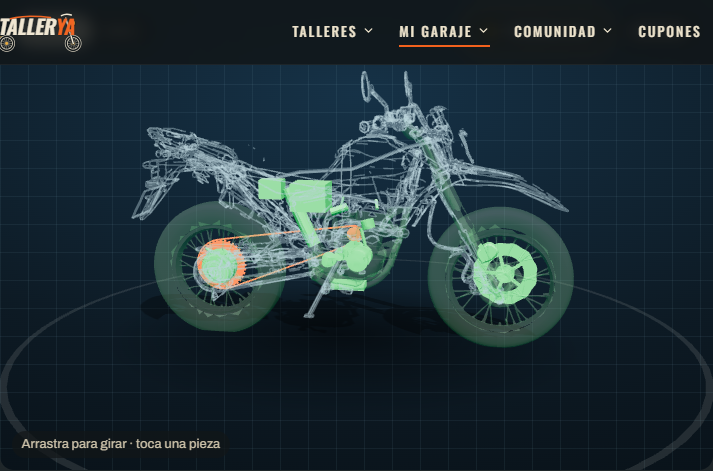 TALLERYA
TALLERES
MI GARAJE
COMUNIDAD
CUPONES
Arrastra para girar · toca una pieza